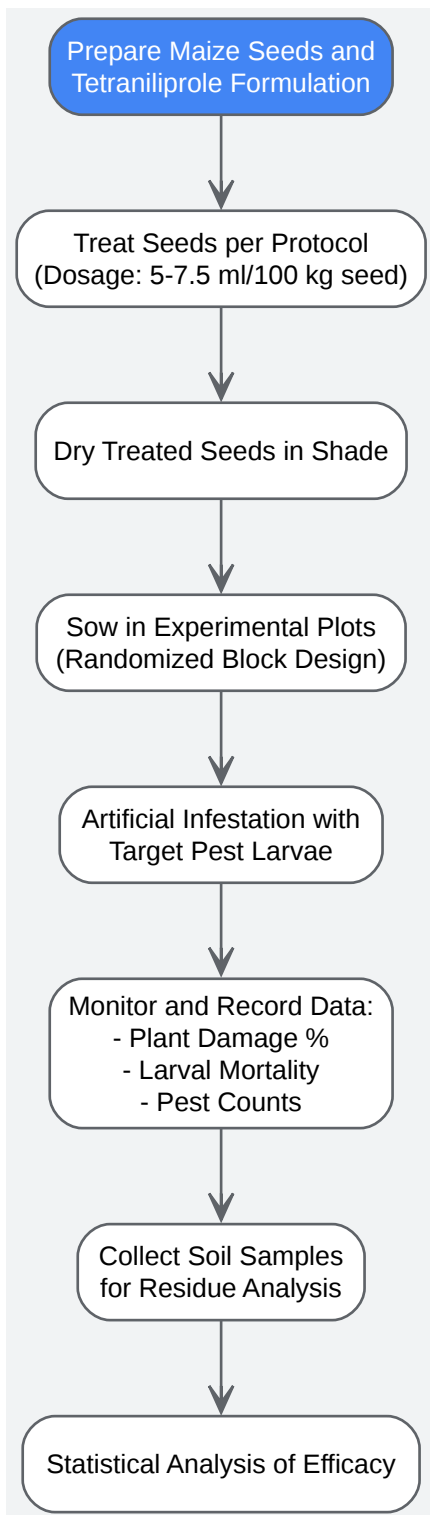 Prepare Maize Seeds and
Tetraniliprole Formulation
Treat Seeds per Protocol
(Dosage: 5-7.5 ml/100 kg seed)
Dry Treated Seeds in Shade
Sow in Experimental Plots
(Randomized Block Design)
Artificial Infestation with
Target Pest Larvae
Monitor and Record Data:
- Plant Damage %
- Larval Mortality
- Pest Counts
Collect Soil Samples
for Residue Analysis
Statistical Analysis of Efficacy